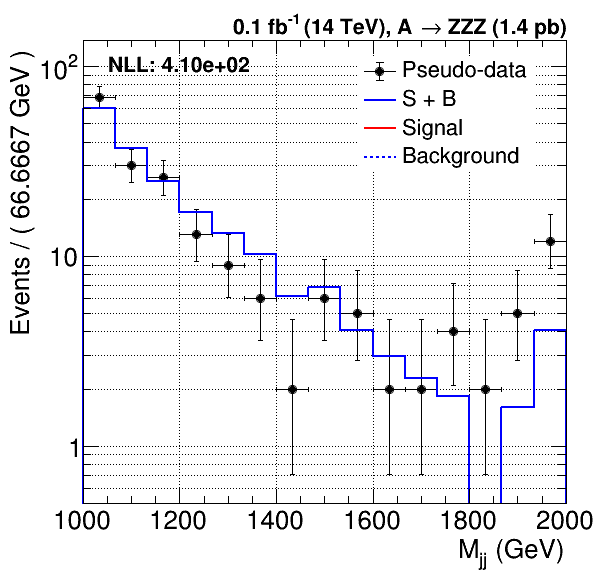 0.1 fb⁻¹ (14 TeV), A → ZZZ (1.4 pb)
NLL: 4.10e+02
Pseudo-data
S + B
Signal
Background
Events / ( 66.6667 GeV )
10²
10
1
1000 1200 1400 1600 1800 2000
M_jj (GeV)